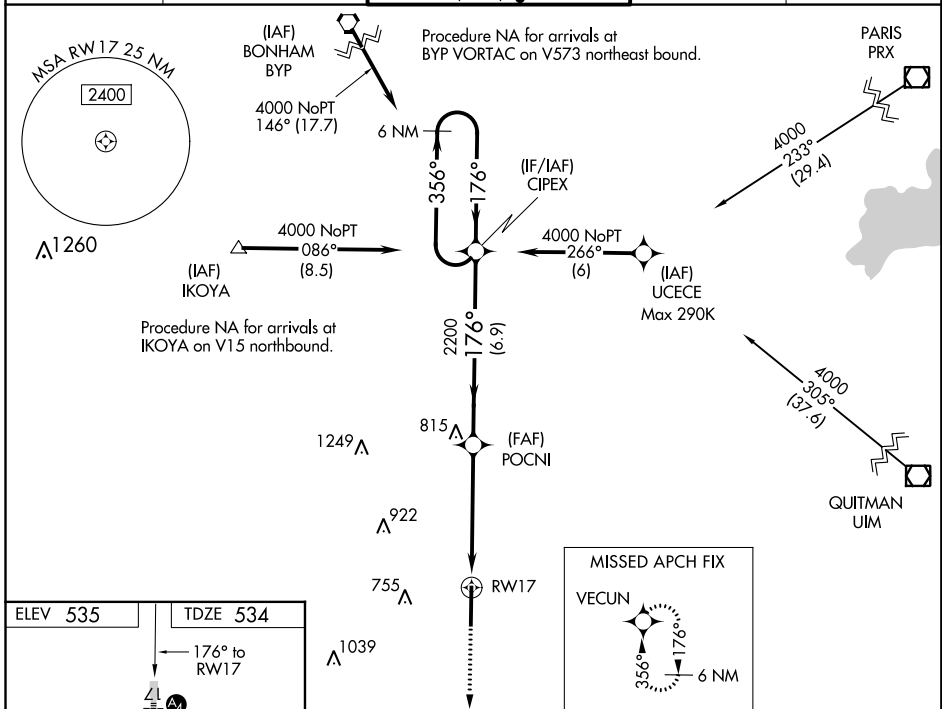 MSA RW17 25 NM
2400
1260
(IAF)
BONHAM
BYP
4000 NoPT
146° (17.7)
Procedure NA for arrivals at
BYP VORTAC on V573 northeast bound.
PARIS
PRX
4000
233°
(29.4)
6 NM
356°
176°
(IF/IAF)
CIPEX
4000 NoPT
086°
(8.5)
(IAF)
IKOYA
4000 NoPT
266°
(6)
(IAF)
UCECE
Max 290K
Procedure NA for arrivals at
IKOYA on V15 northbound.
2200
176°
(6.9)
4000
305°
(37.6)
QUITMAN
UIM
1249
815
(FAF)
POCNI
922
755
RW17
1039
MISSED APCH FIX
VECUN
356°
176°
6 NM
ELEV 535
TDZE 534
176° to
RW17
17
A4